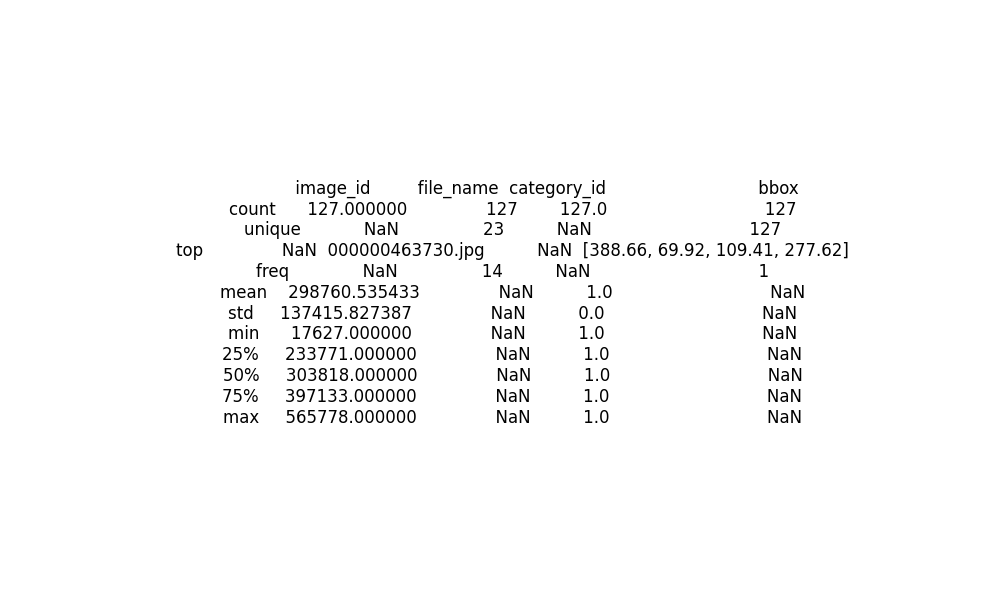 image_id file_name category_id bbox
count 127.000000 127 127.0 127
unique NaN 23 NaN 127
top NaN 000000463730.jpg NaN [388.66, 69.92, 109.41, 277.62]
freq NaN 14 NaN 1
mean 298760.535433 NaN 1.0 NaN
std 137415.827387 NaN 0.0 NaN
min 17627.000000 NaN 1.0 NaN
25% 233771.000000 NaN 1.0 NaN
50% 303818.000000 NaN 1.0 NaN
75% 397133.000000 NaN 1.0 NaN
max 565778.000000 NaN 1.0 NaN